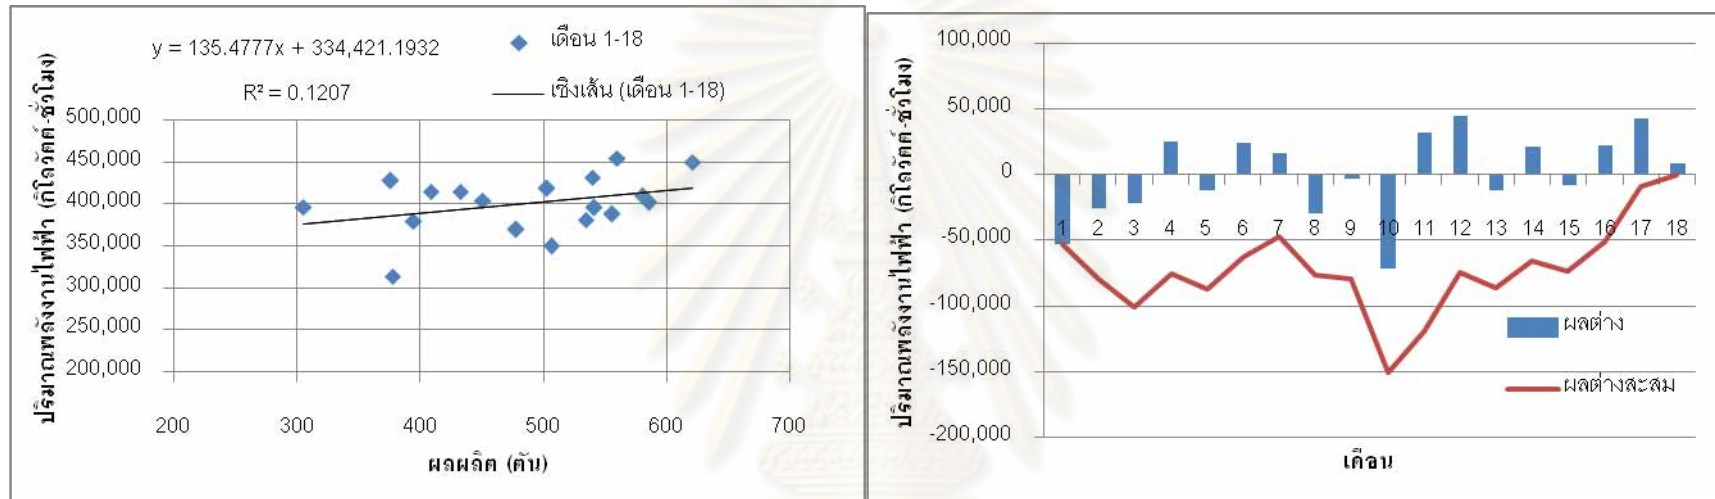 y = 135.4777x + 334,421.1932
R² = 0.1207
เดือน 1-18
เชิงเส้น (เดือน 1-18)
ปริมาณพลังงานไฟฟ้า (กิโลวัตต์-ชั่วโมง)
500,000
450,000
400,000
350,000
300,000
250,000
200,000
200 300 400 500 600 700
ผลผลิต (ตัน)
ปริมาณพลังงานไฟฟ้า (กิโลวัตต์-ชั่วโมง)
100,000
50,000
0
-50,000
-100,000
-150,000
-200,000
1 2 3 4 5 6 7 8 9 10 11 12 13 14 15 16 17 18
ผลต่าง
ผลต่างสะสม
เดือน